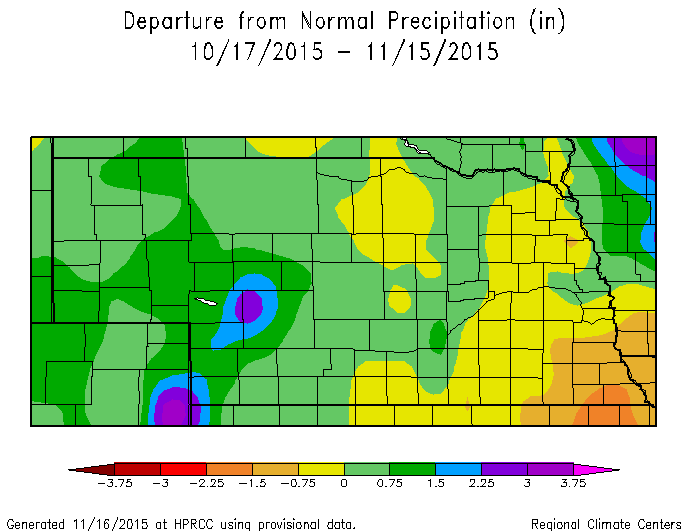 Departure from Normal Precipitation (in)
10/17/2015 – 11/15/2015
-3.75 -3 -2.25 -1.5 -0.75 0 0.75 1.5 2.25 3 3.75
Generated 11/16/2015 at HPRCC using provisional data. Regional Climate Centers